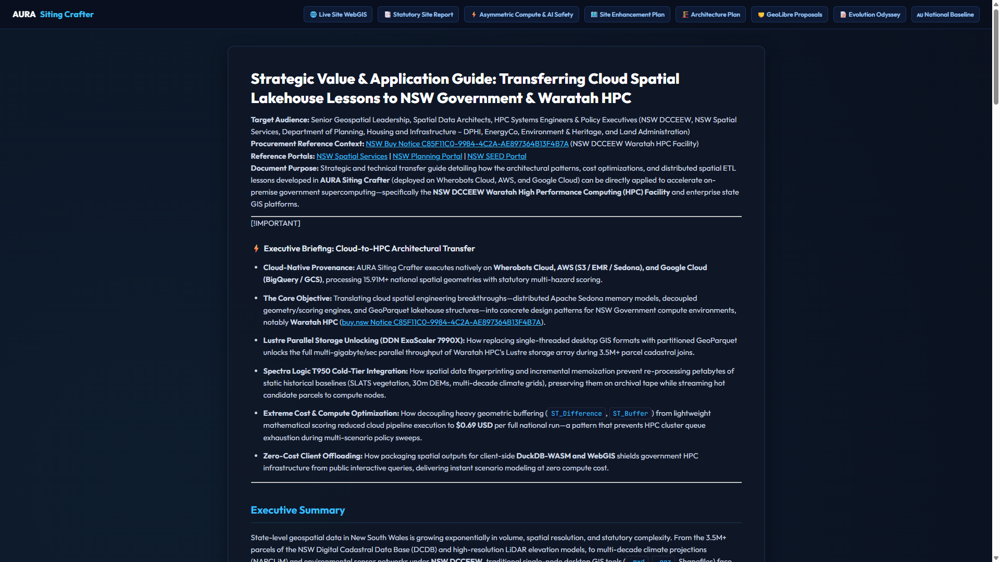 AURA Siting Crafter
Live Site WebGIS
Statutory Site Report
Asymmetric Compute & AI Safety
Site Enhancement Plan
Architecture Plan
GeoLibre Proposals
Evolution Odyssey
AU National Baseline
Strategic Value & Application Guide: Transferring Cloud Spatial
Lakehouse Lessons to NSW Government & Waratah HPC
Target Audience: Senior Geospatial Leadership, Spatial Data Architects, HPC Systems Engineers & Policy Executives (NSW DCCEEW, NSW Spatial
Services, Department of Planning, Housing and Infrastructure – DPHI, EnergyCo, Environment & Heritage, and Land Administration)
Procurement Reference Context: NSW Buy Notice C85F11C0-9984-4C2A-AE897364B13F4B7A (NSW DCCEEW Waratah HPC Facility)
Reference Portals: NSW Spatial Services | NSW Planning Portal | NSW SEED Portal
Document Purpose: Strategic and technical transfer guide detailing how the architectural patterns, cost optimizations, and distributed spatial ETL
lessons developed in AURA Siting Crafter (deployed on Wherobots Cloud, AWS, and Google Cloud) can be directly applied to accelerate on-
premise government supercomputing—specifically the NSW DCCEEW Waratah High Performance Computing (HPC) Facility and enterprise state
GIS platforms.
[!IMPORTANT]
Executive Briefing: Cloud-to-HPC Architectural Transfer
• Cloud-Native Provenance: AURA Siting Crafter executes natively on Wherobots Cloud, AWS (S3 / EMR / Sedona), and Google Cloud
(BigQuery / GCS), processing 15.91M+ national spatial geometries with statutory multi-hazard scoring.
• The Core Objective: Translating cloud spatial engineering breakthroughs—distributed Apache Sedona memory models, decoupled
geometry/scoring engines, and GeoParquet lakehouse structures—into concrete design patterns for NSW Government compute environments,
notably Waratah HPC (buy.nsw Notice C85F11C0-9984-4C2A-AE897364B13F4B7A).
• Lustre Parallel Storage Unlocking (DDN ExaScaler 7990X): How replacing single-threaded desktop GIS formats with partitioned GeoParquet
unlocks the full multi-gigabyte/sec parallel throughput of Waratah HPC's Lustre storage array during 3.5M+ parcel cadastral joins.
• Spectra Logic T950 Cold-Tier Integration: How spatial data fingerprinting and incremental memoization prevent re-processing petabytes of
static historical baselines (SLATS vegetation, 30m DEMs, multi-decade climate grids), preserving them on archival tape while streaming hot
candidate parcels to compute nodes.
• Extreme Cost & Compute Optimization: How decoupling heavy geometric buffering (ST_Difference, ST_Buffer) from lightweight
mathematical scoring reduced cloud pipeline execution to $0.69 USD per full national run—a pattern that prevents HPC cluster queue
exhaustion during multi-scenario policy sweeps.
• Zero-Cost Client Offloading: How packaging spatial outputs for client-side DuckDB-WASM and WebGIS shields government HPC
infrastructure from public interactive queries, delivering instant scenario modeling at zero compute cost.
Executive Summary
State-level geospatial data in New South Wales is growing exponentially in volume, spatial resolution, and statutory complexity. From the 3.5M+
parcels of the NSW Digital Cadastral Data Base (DCDB) and high-resolution LiDAR elevation models, to multi-decade climate projections
(NARCliM) and environmental sensor networks under NSW DCCEEW, traditional single-node desktop GIS tools (.mxd, .qgz, Shapefiles) face